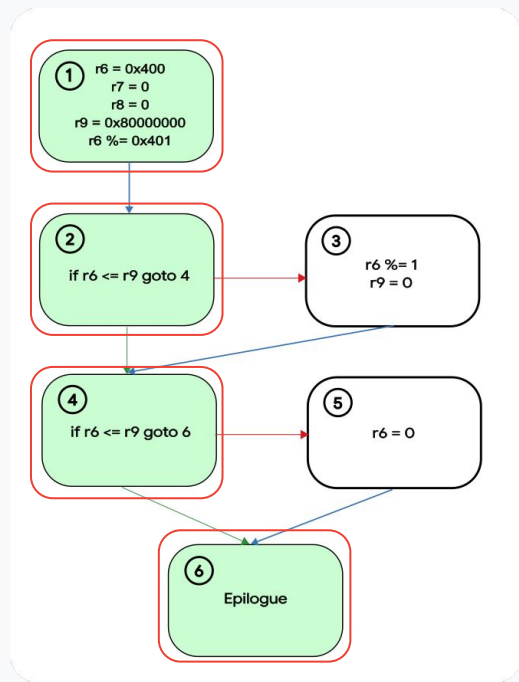 1
r6 = 0x400
r7 = 0
r8 = 0
r9 = 0x80000000
r6 %= 0x401
2
if r6 <= r9 goto 4
3
r6 %= 1
r9 = 0
4
if r6 <= r9 goto 6
5
r6 = 0
6
Epilogue